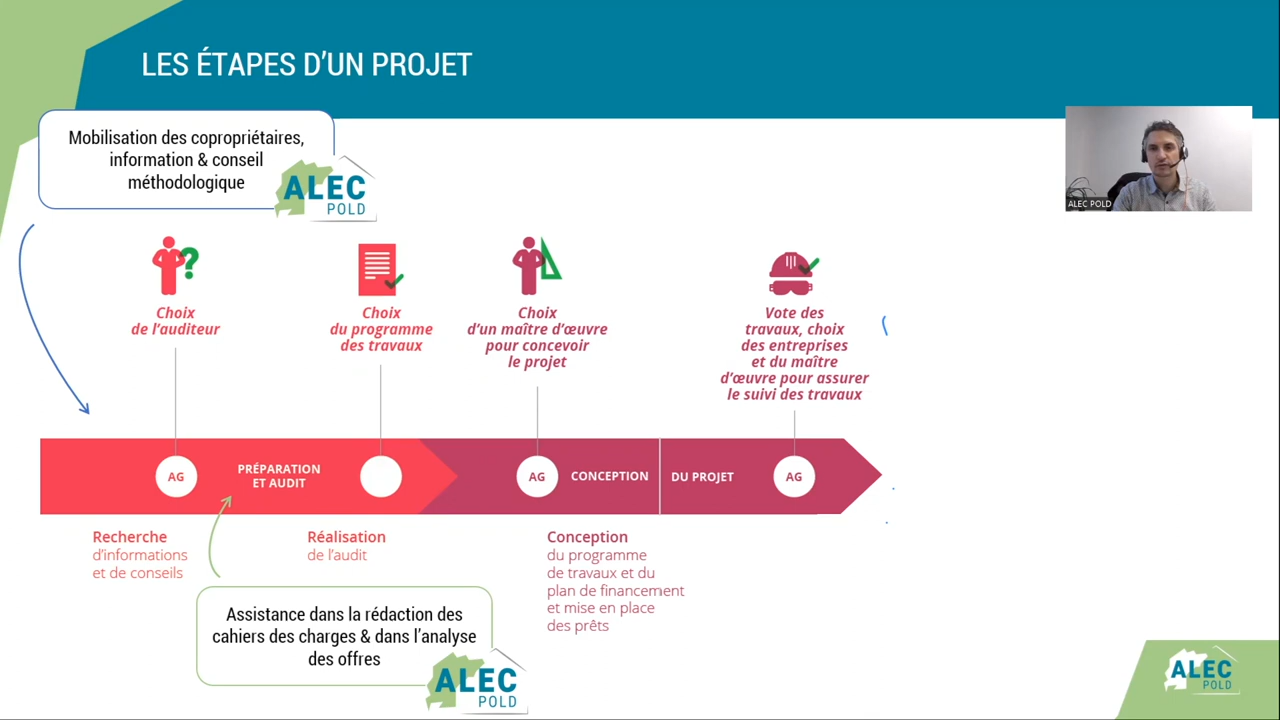 LES ÉTAPES D'UN PROJET
Mobilisation des copropriétaires,
information & conseil
méthodologique
ALEC
POLD
ALEC POLD
Choix
de l'auditeur
Choix
du programme
des travaux
Choix
d'un maître d'œuvre
pour concevoir
le projet
Vote des
travaux, choix
des entreprises
et du maître
d'œuvre pour assurer
le suivi des travaux
AG
PRÉPARATION
ET AUDIT
AG
CONCEPTION
DU PROJET
AG
Recherche
d'informations
et de conseils
Réalisation
de l'audit
Conception
du programme
de travaux et du
plan de financement
et mise en place
des prêts
Assistance dans la rédaction des
cahiers des charges & dans l'analyse
des offres
ALEC
POLD
ALEC
POLD